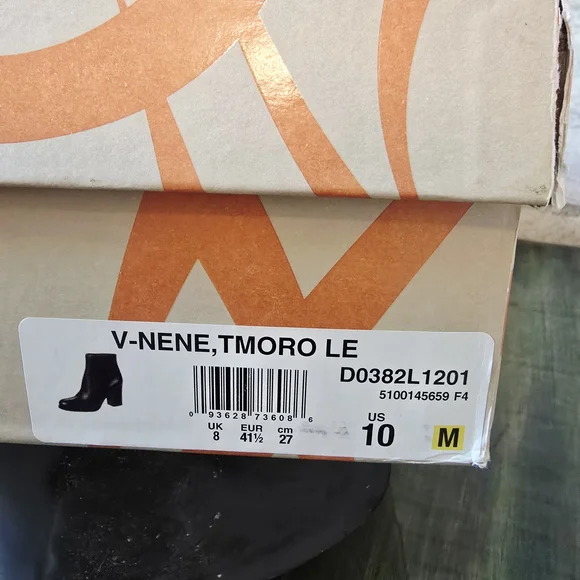 V-NENE,TMORO LE
D0382L1201
5100145659 F4
0 93628 73608 6
UK EUR cm US
8 41½ 27 10 M